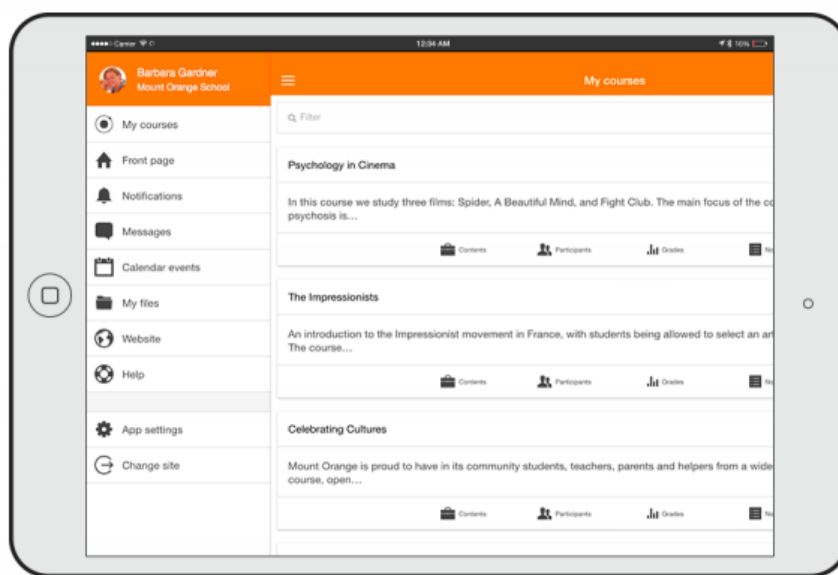 Carrier
12:04 AM
10%
Barbara Gardner
Mount Orange School
My courses
Filter
My courses
Front page
Notifications
Messages
Calendar events
My files
Website
Help
App settings
Change site
Psychology in Cinema
In this course we study three films: Spider, A Beautiful Mind, and Fight Club. The main focus of the co
psychosis is...
Contents Participants Grades No
The Impressionists
An introduction to the Impressionist movement in France, with students being allowed to select an art
The course...
Contents Participants Grades No
Celebrating Cultures
Mount Orange is proud to have in its community students, teachers, parents and helpers from a wide
course, open...
Contents Participants Grades No